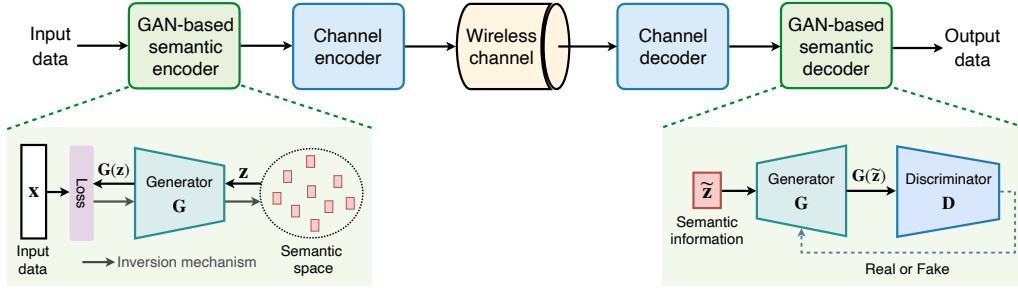 Input
data
GAN-based
semantic
encoder
Channel
encoder
Wireless
channel
Channel
decoder
GAN-based
semantic
decoder
Output
data
x
Input
data
Loss
G(z)
Generator
G
z
Semantic
space
Inversion mechanism
z̃
Semantic
information
Generator
G
G(z̃)
Discriminator
D
Real or Fake